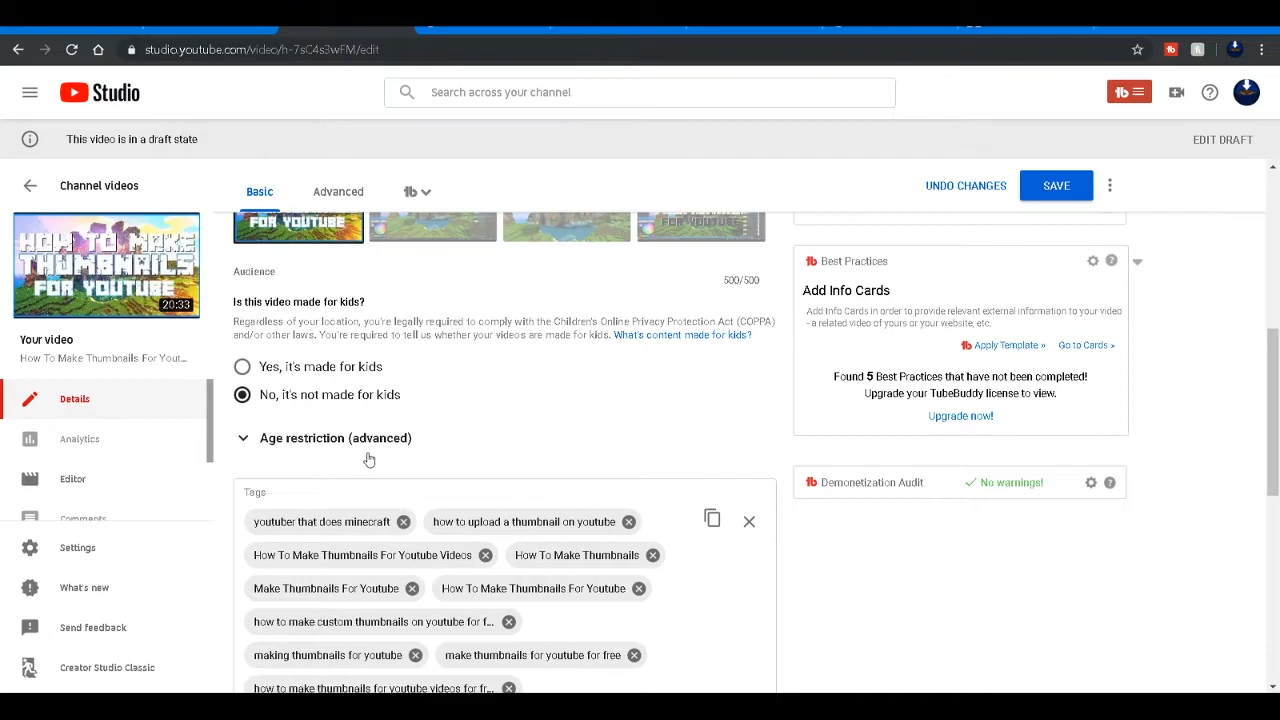 studio.youtube.com/video/h-7sC4s3wFM/edit
Studio
Search across your channel
tb
This video is in a draft state
EDIT DRAFT
Channel videos
Basic
Advanced
tb
UNDO CHANGES
SAVE
HOW TO MAKE
THUMBNAILS
FOR YOUTUBE
20:33
Your video
How To Make Thumbnails For Yout...
Details
Analytics
Editor
Comments
Settings
What's new
Send feedback
Creator Studio Classic
FOR YOUTUBE
FOR YOUTUBE
Audience
500/500
Is this video made for kids?
Regardless of your location, you're legally required to comply with the Children's Online Privacy Protection Act (COPPA)
and/or other laws. You're required to tell us whether your videos are made for kids. What's content made for kids?
Yes, it's made for kids
No, it's not made for kids
Age restriction (advanced)
Tags
youtuber that does minecraft
how to upload a thumbnail on youtube
How To Make Thumbnails For Youtube Videos
How To Make Thumbnails
Make Thumbnails For Youtube
How To Make Thumbnails For Youtube
how to make custom thumbnails on youtube for f...
making thumbnails for youtube
make thumbnails for youtube for free
how to make thumbnails for youtube videos for fr...
tb Best Practices
Add Info Cards
Add Info Cards in order to provide relevant external information to your video
- a related video of yours or your website, etc.
tb Apply Template »
Go to Cards »
Found 5 Best Practices that have not been completed!
Upgrade your TubeBuddy license to view.
Upgrade now!
tb Demonetization Audit
No warnings!